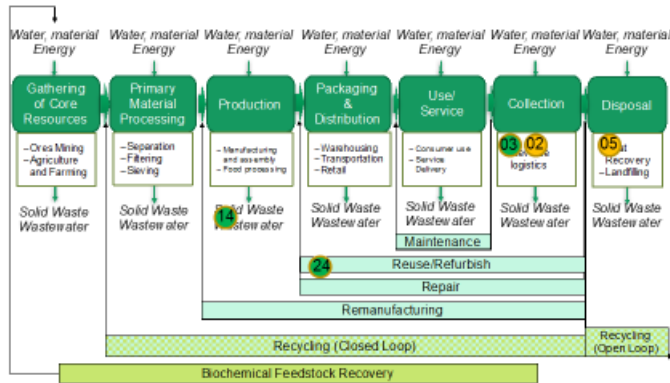 Water, material
Energy
Water, material
Energy
Water, material
Energy
Water, material
Energy
Water, material
Energy
Water, material
Energy
Water, material
Energy
Gathering
of Core
Resources
Primary
Material
Processing
Production
Packaging
&
Distribution
Use/
Service
Collection
Disposal
–Ores Mining
–Agriculture
and Farming
–Separation
–Filtering
–Sieving
– Manufacturing
and assembly
– Food processing
–Warehousing
–Transportation
–Retail
– Consumer use
– Service
Delivery
03
02
logistics
05
Recovery
–Landfilling
Solid Waste
Wastewater
Solid Waste
Wastewater
14
Solid Waste
Wastewater
Solid Waste
Wastewater
Solid Waste
Wastewater
Solid Waste
Wastewater
Solid Waste
Wastewater
Maintenance
24
Reuse/Refurbish
Repair
Remanufacturing
Recycling (Closed Loop)
Recycling
(Open Loop)
Biochemical Feedstock Recovery